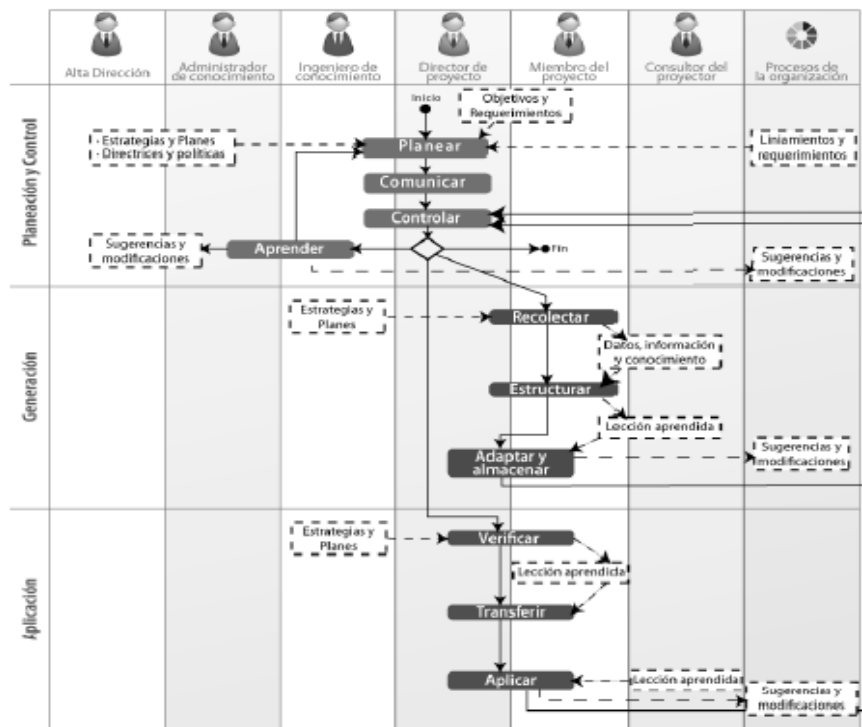 Alta Dirección
Administrador
de conocimiento
Ingeniero de
conocimiento
Director de
proyecto
Miembro del
proyecto
Consultor del
proyector
Procesos de
la organización
Planeación y Control
Inicio
Objetivos y
Requerimientos
- Estrategias y Planes
- Directrices y políticas
Planear
Liniamientos y
requerimientos
Comunicar
Controlar
Sugerencias y
modificaciones
Aprender
Fin
Sugerencias y
modificaciones
Generación
Estrategias y
Planes
Recolectar
Datos, información
y conocimiento
Estructurar
Lección aprendida
Adaptar y
almacenar
Sugerencias y
modificaciones
Aplicación
Estrategias y
Planes
Verificar
Lección aprendida
Transferir
Aplicar
Lección aprendida
Sugerencias y
modificaciones